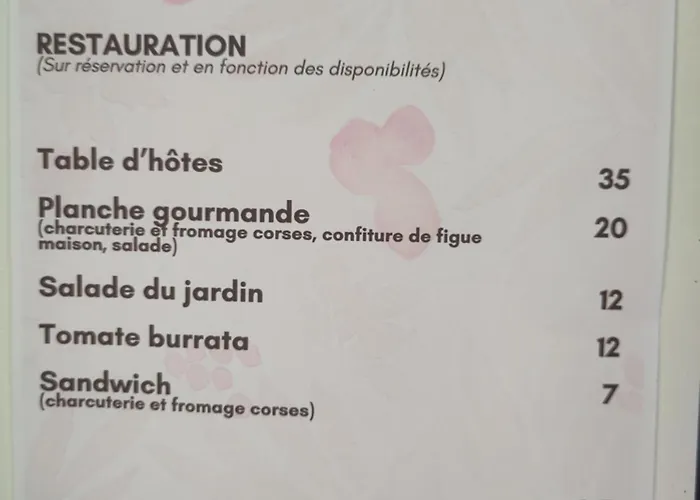 RESTAURATION
(Sur réservation et en fonction des disponibilités)
Table d'hôtes 35
Planche gourmande 20
(charcuterie et fromage corses, confiture de figue
maison, salade)
Salade du jardin 12
Tomate burrata 12
Sandwich 7
(charcuterie et fromage corses)